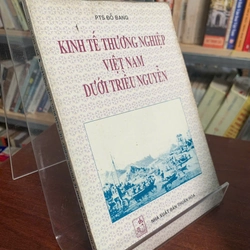 PTS ĐỖ BANG
KINH TẾ THƯƠNG NGHIỆP
VIỆT NAM
DƯỚI TRIỀU NGUYỄN
NHÀ XUẤT BẢN THUẬN HÓA